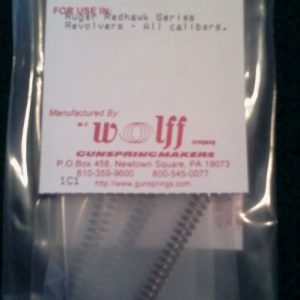 FOR USE IN:
Ruger Redhawk Series
Revolvers - All calibers.
Manufactured By:
W.C. wolff
GUNSPRINGMAKERS
P.O.Box 458, Newtown Square, PA 19073
610-359-9600 800-545-0077
1C1 http://www.gunsprings.com